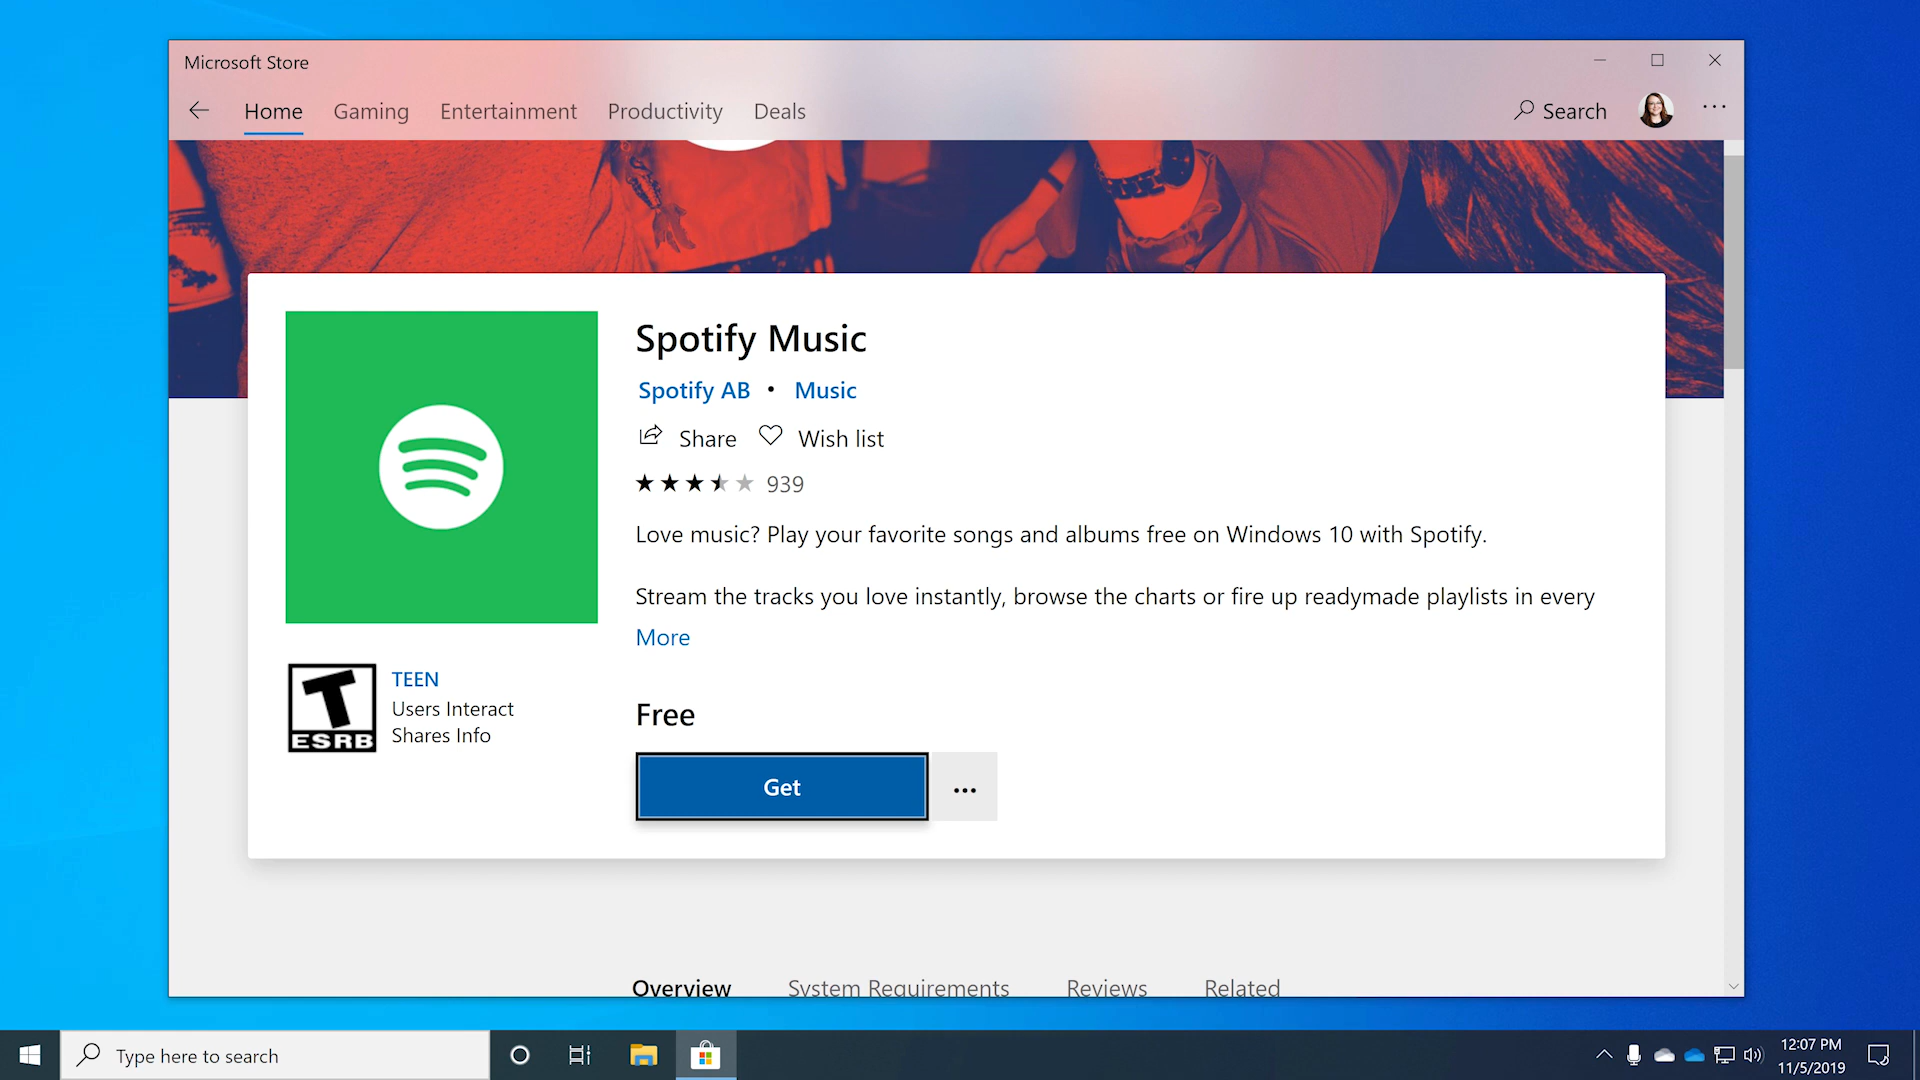 Microsoft Store
Home Gaming Entertainment Productivity Deals Search
Spotify Music
Spotify AB • Music
Share Wish list
939
Love music? Play your favorite songs and albums free on Windows 10 with Spotify.
Stream the tracks you love instantly, browse the charts or fire up readymade playlists in every
More
T
ESRB
TEEN
Users Interact
Shares Info
Free
Get
Overview System Requirements Reviews Related
Type here to search
12:07 PM
11/5/2019